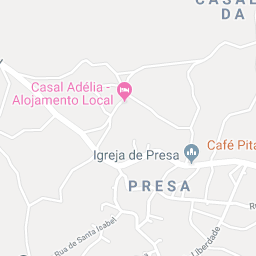 CASAL
DA
Casal Adélia -
Alojamento Local
Café Pita
Igreja de Presa
PRESA
R
Rua de Santa Isabel
Liberdade